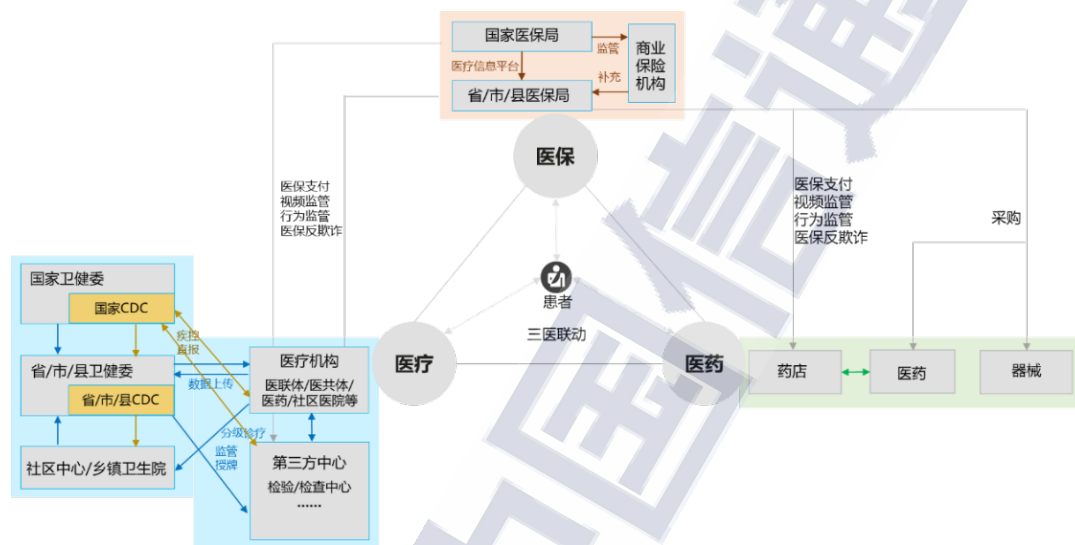 国家医保局
监管
商业
保险
机构
医疗信息平台
补充
省/市/县医保局
医保
医保支付
视频监管
行为监管
医保反欺诈
医保支付
视频监管
行为监管
医保反欺诈
采购
患者
三医联动
医疗
医药
国家卫健委
国家CDC
疾控
直报
省/市/县卫健委
数据上传
省/市/县CDC
医疗机构
医联体/医共体/
医药/社区医院等
分级诊疗
监管
授牌
社区中心/乡镇卫生院
第三方中心
检验/检查中心
……
药店
医药
器械